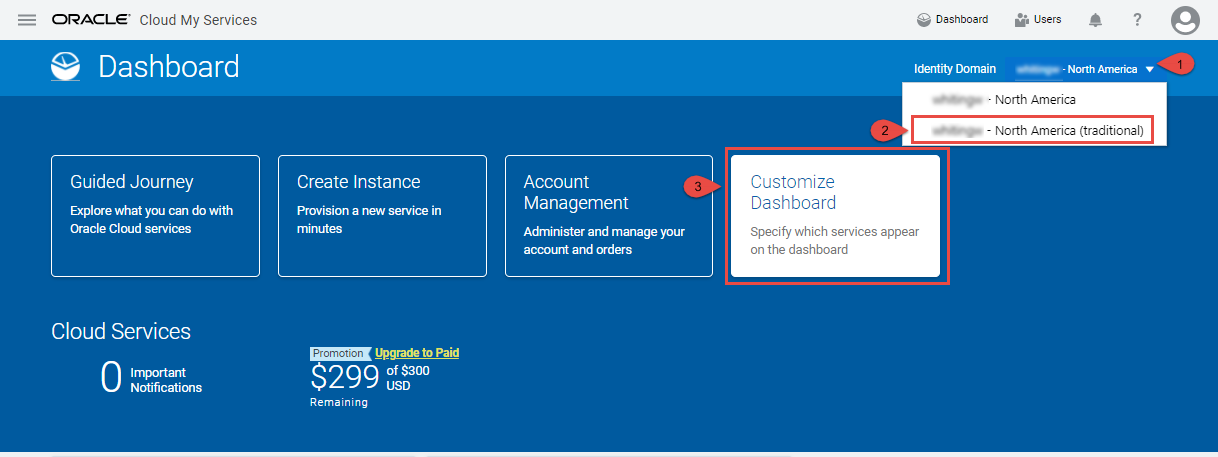 ORACLE Cloud My Services
Dashboard
Users
?
Dashboard
Identity Domain
- North America
1
- North America
2
- North America (traditional)
3
Guided Journey
Explore what you can do with
Oracle Cloud services
Create Instance
Provision a new service in
minutes
Account
Management
Administer and manage your
account and orders
Customize
Dashboard
Specify which services appear
on the dashboard
Cloud Services
0
Important
Notifications
Promotion Upgrade to Paid
$299
of $300
USD
Remaining